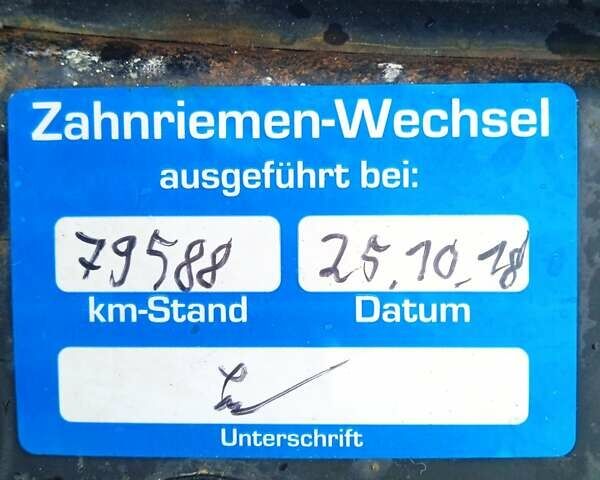 Zahnriemen-Wechsel
ausgeführt bei:
79588 25.10.18
km-Stand Datum
Unterschrift